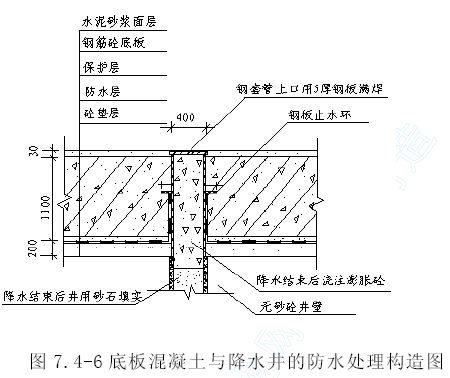 水泥砂浆面层
钢筋砼底板
保护层
防水层
砼垫层
钢套管上口用5厚钢板满焊
400
钢板止水环
30
1100
200
降水结束后浇注膨胀砼
降水结束后井用砂石填实
无砂砼井壁
图 7.4-6 底板混凝土与降水井的防水处理构造图